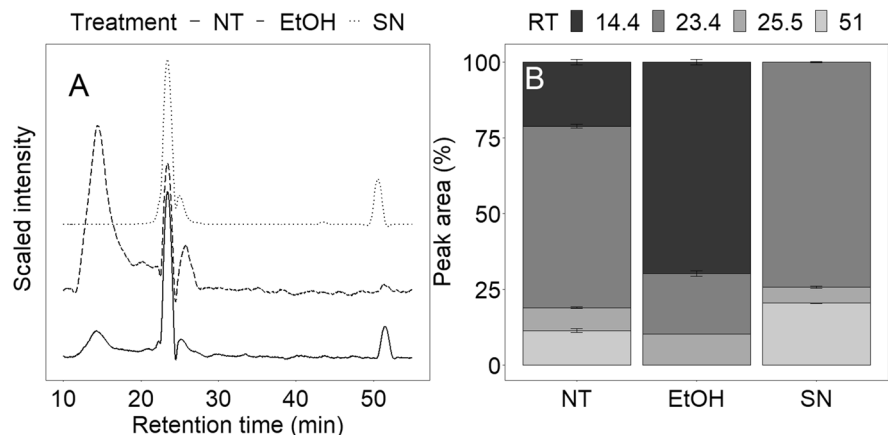 Treatment NT EtOH SN
A
Scaled intensity
10 20 30 40 50
Retention time (min)
RT 14.4 23.4 25.5 51
B
Peak area (%)
100
75
50
25
0
NT EtOH SN